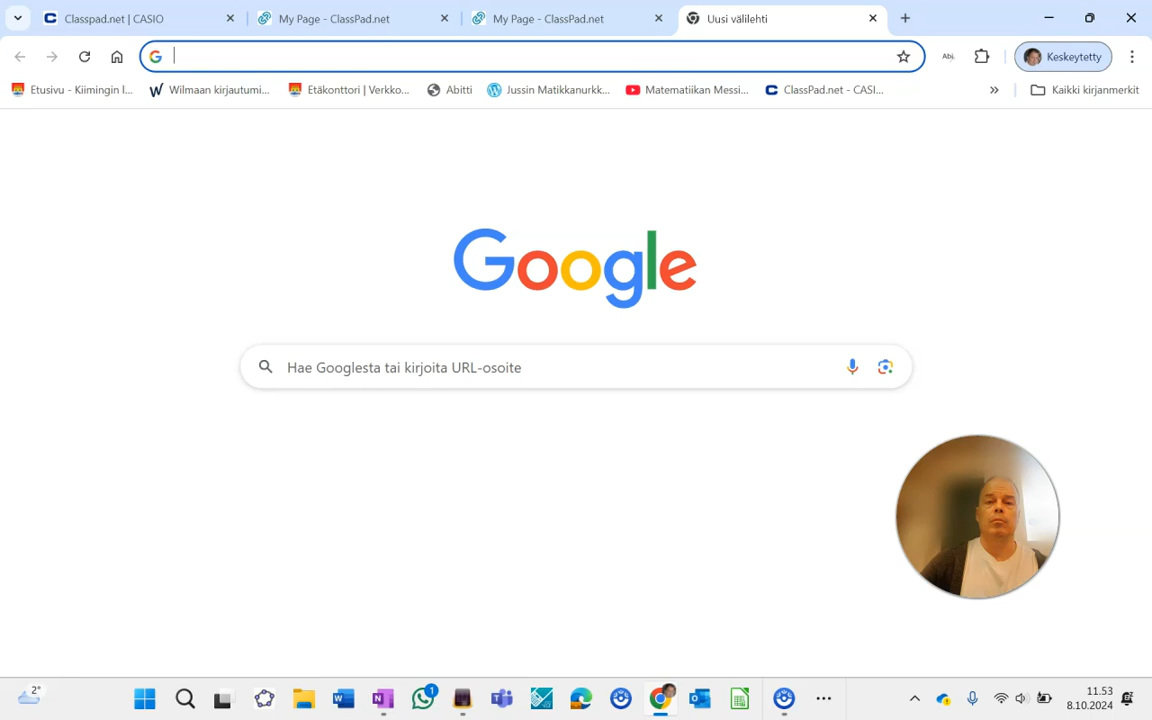 Classpad.net | CASIO
My Page - ClassPad.net
My Page - ClassPad.net
Uusi välilehti
Abj.
Keskeytetty
Etusivu - Kiimingin l...
Wilmaan kirjautumi...
Etäkonttori | Verkko...
Abitti
Jussin Matikkanurkk...
Matematiikan Messi...
ClassPad.net - CASI...
Kaikki kirjanmerkit
Google
Hae Googlesta tai kirjoita URL-osoite
2°
1
11.53
8.10.2024